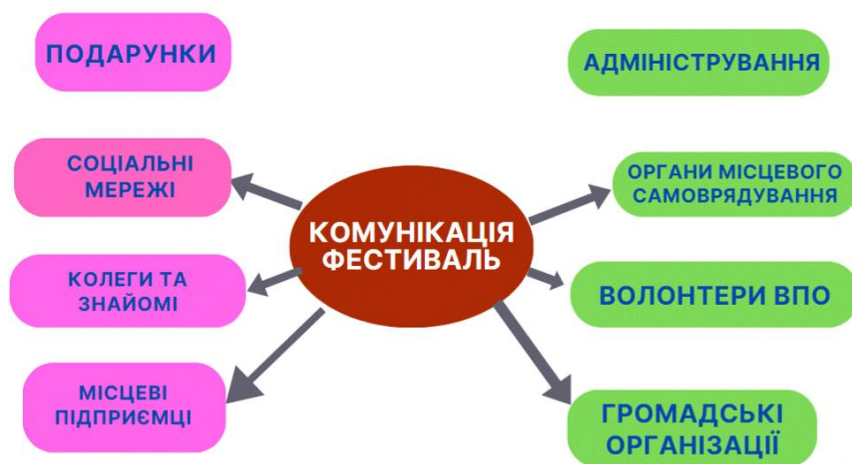 ПОДАРУНКИ
СОЦІАЛЬНІ
МЕРЕЖІ
КОЛЕГИ ТА
ЗНАЙОМІ
МІСЦЕВІ
ПІДПРИЄМЦІ
КОМУНІКАЦІЯ
ФЕСТИВАЛЬ
АДМІНІСТРУВАННЯ
ОРГАНИ МІСЦЕВОГО
САМОВРЯДУВАННЯ
ВОЛОНТЕРИ ВПО
ГРОМАДСЬКІ
ОРГАНІЗАЦІЇ